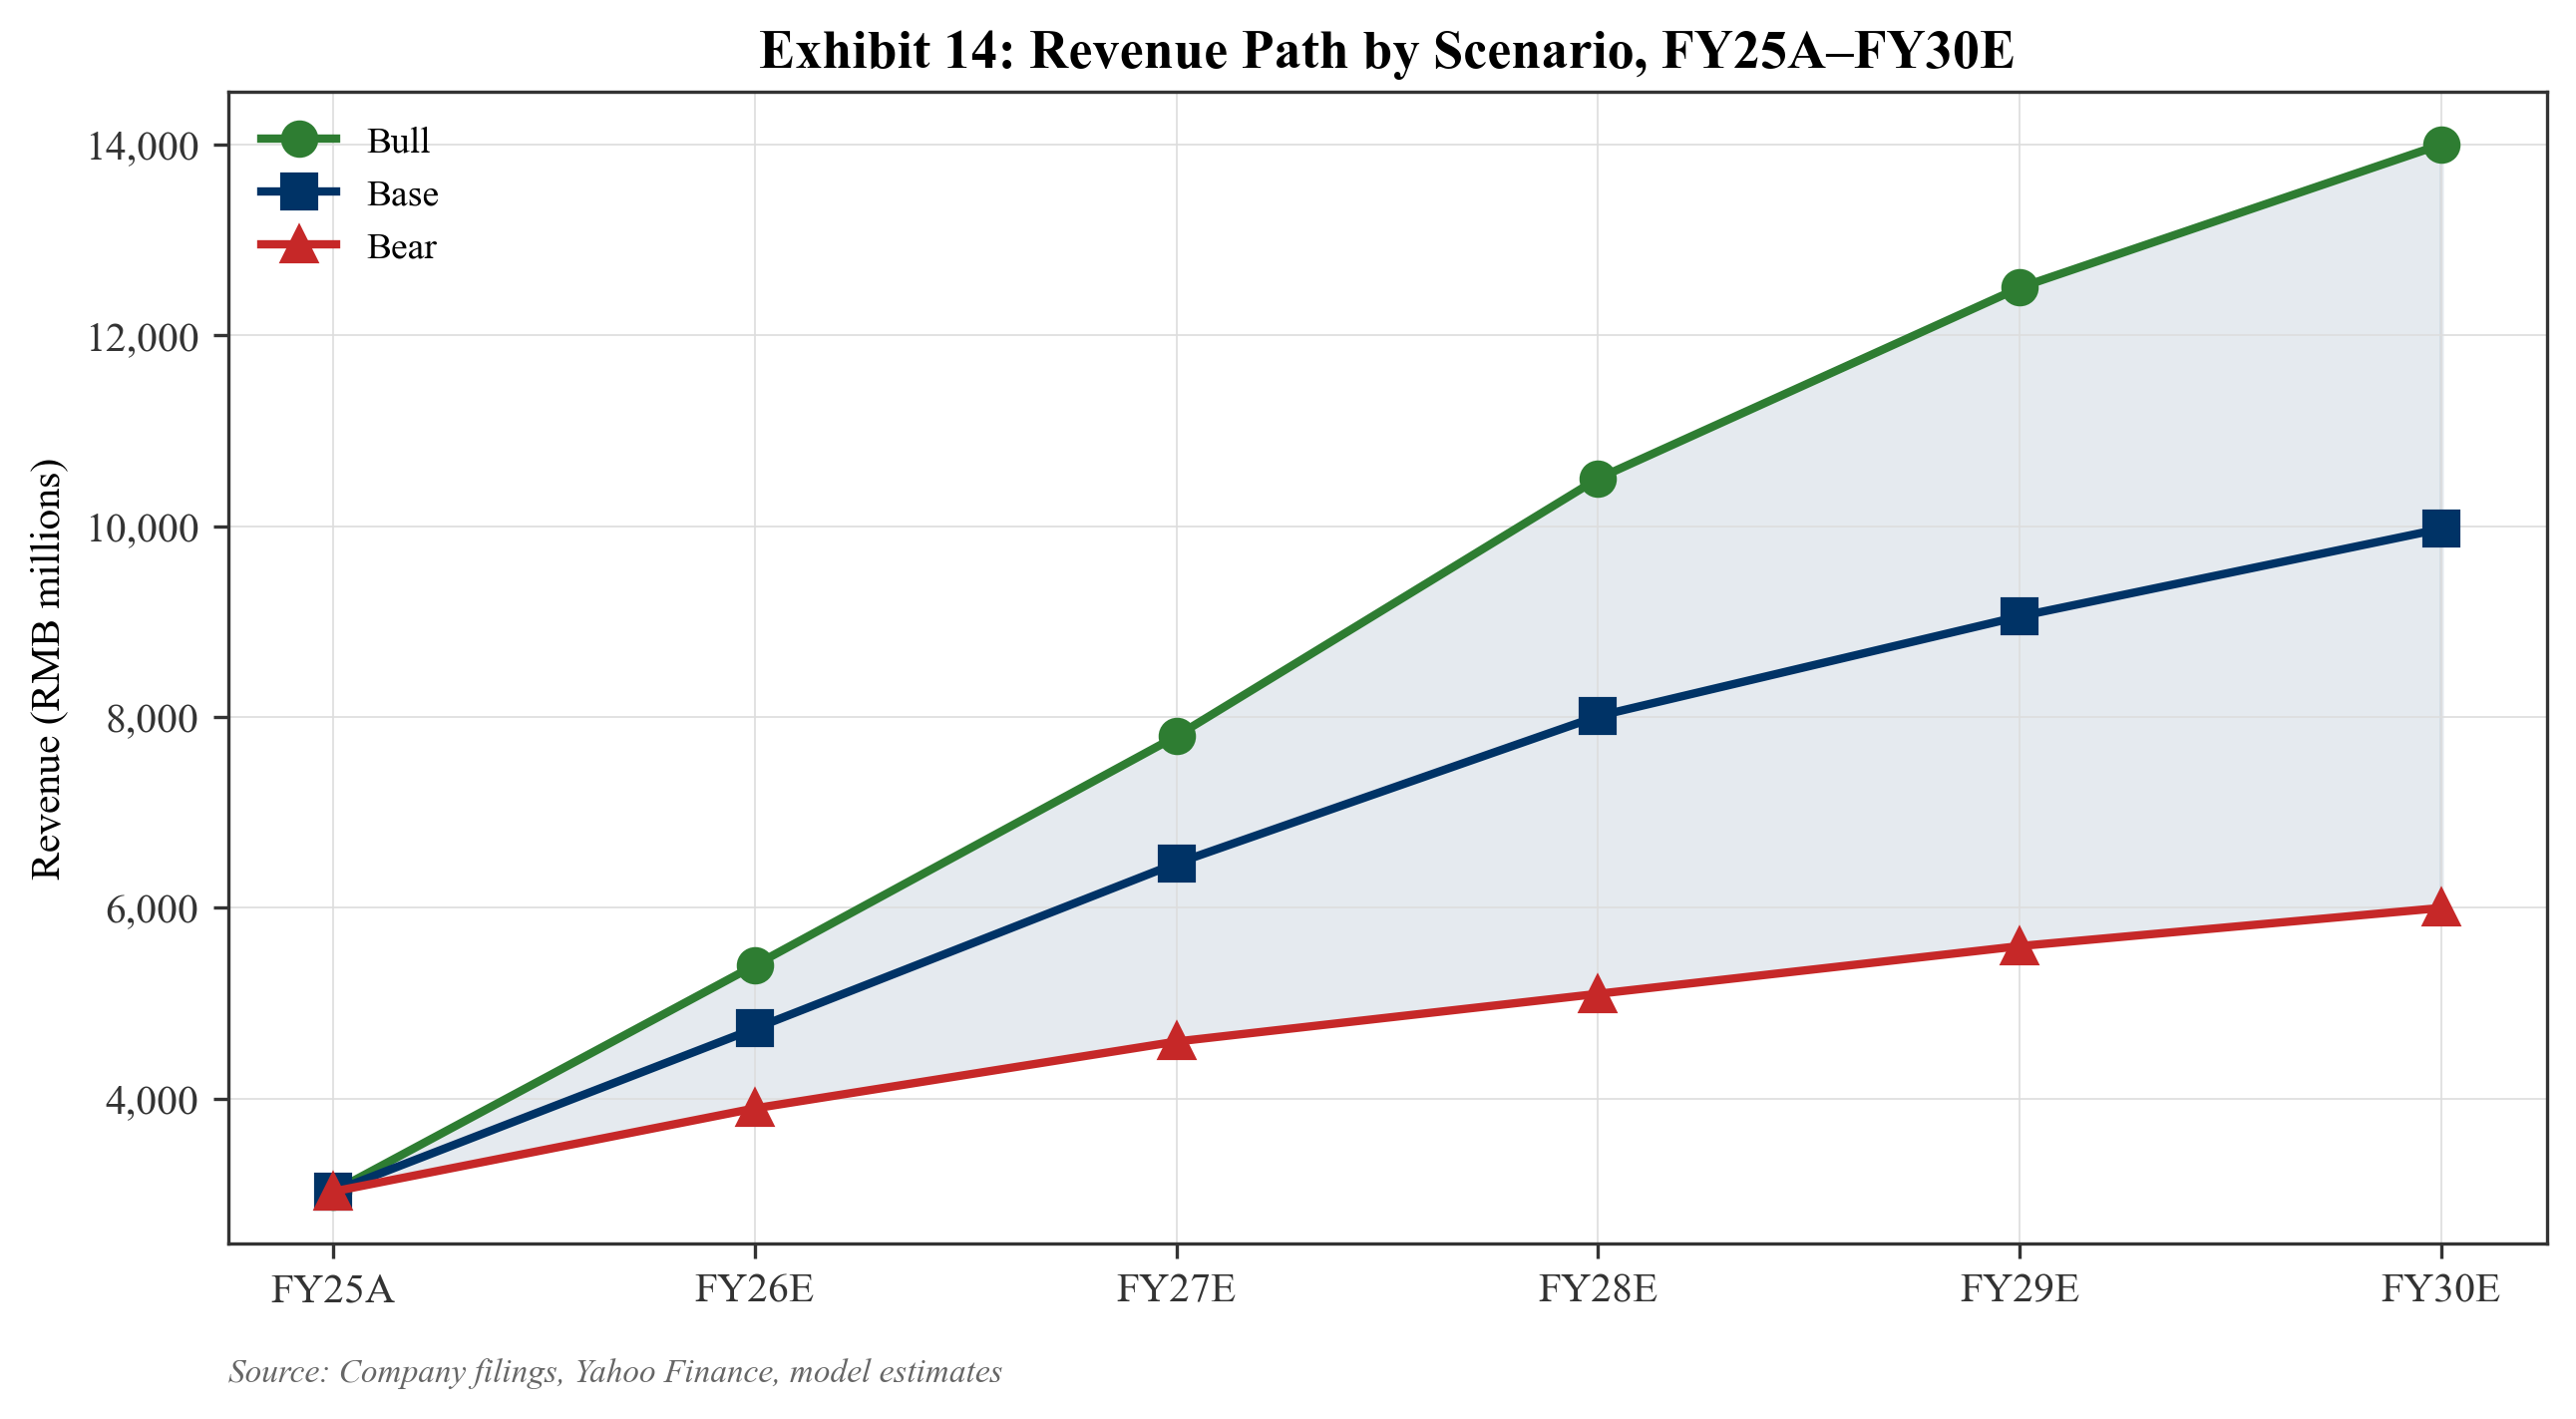 Exhibit 14: Revenue Path by Scenario, FY25A–FY30E
Bull
Base
Bear
Revenue (RMB millions)
14,000
12,000
10,000
8,000
6,000
4,000
FY25A FY26E FY27E FY28E FY29E FY30E
Source: Company filings, Yahoo Finance, model estimates